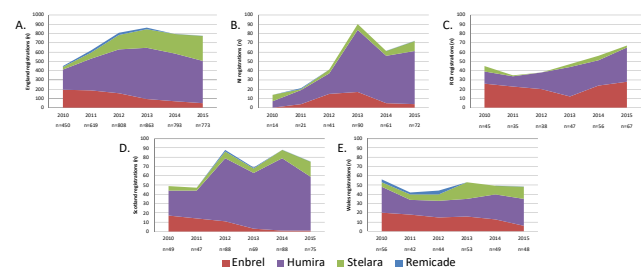 A.
England registrations (n)
1000
900
800
700
600
500
400
300
200
100
0
2010 2011 2012 2013 2014 2015
n=450 n=619 n=808 n=863 n=793 n=773
B.
NI registrations (n)
100
90
80
70
60
50
40
30
20
10
0
2010 2011 2012 2013 2014 2015
n=14 n=21 n=41 n=90 n=61 n=72
C.
ROI registrations (n)
100
90
80
70
60
50
40
30
20
10
0
2010 2011 2012 2013 2014 2015
n=45 n=35 n=38 n=47 n=56 n=67
D.
Scotland registrations (n)
100
90
80
70
60
50
40
30
20
10
0
2010 2011 2012 2013 2014 2015
n=49 n=47 n=88 n=69 n=88 n=75
E.
Wales registrations (n)
100
90
80
70
60
50
40
30
20
10
0
2010 2011 2012 2013 2014 2015
n=56 n=42 n=44 n=53 n=49 n=48
Enbrel Humira Stelara Remicade